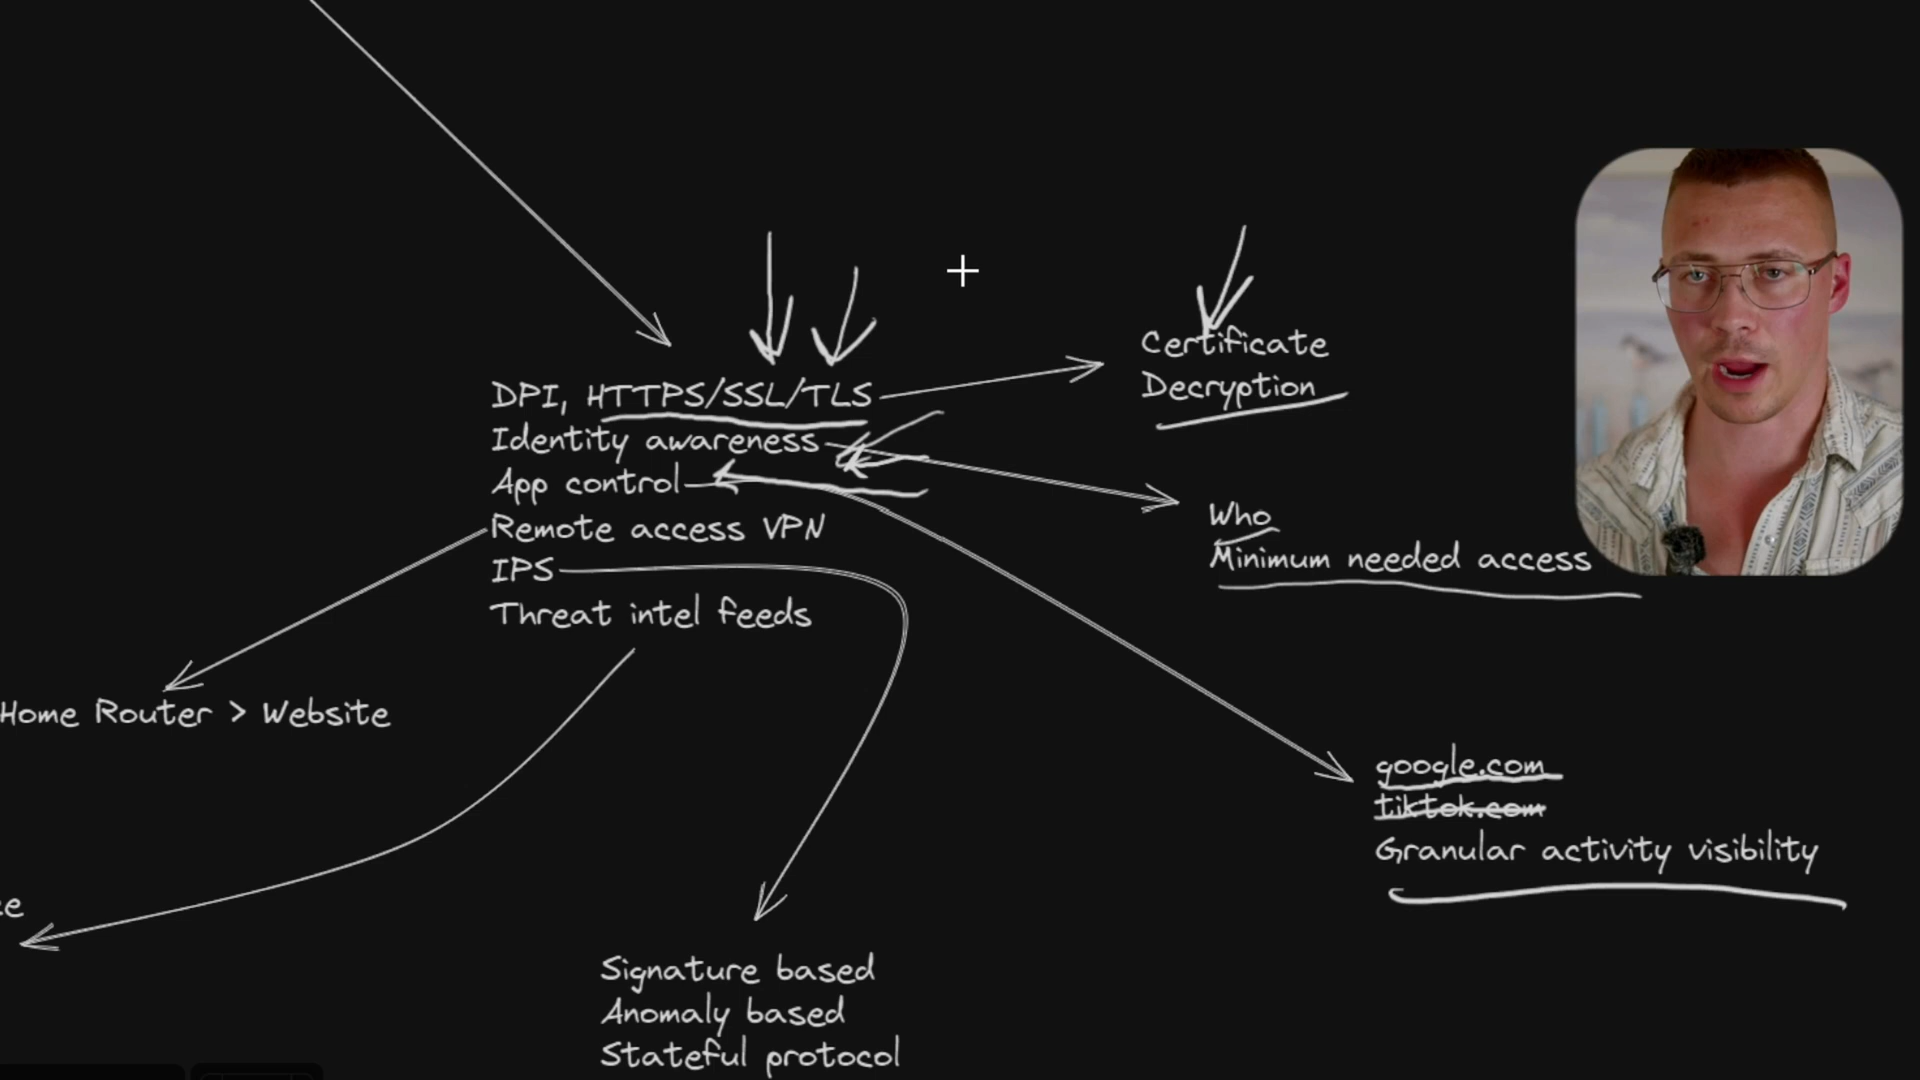 DPI, HTTPS/SSL/TLS
Identity awareness
App control
Remote access VPN
IPS
Threat intel feeds
Certificate
Decryption
Who
Minimum needed access
Home Router > Website
google.com
tiktok.com
Granular activity visibility
Signature based
Anomaly based
Stateful protocol